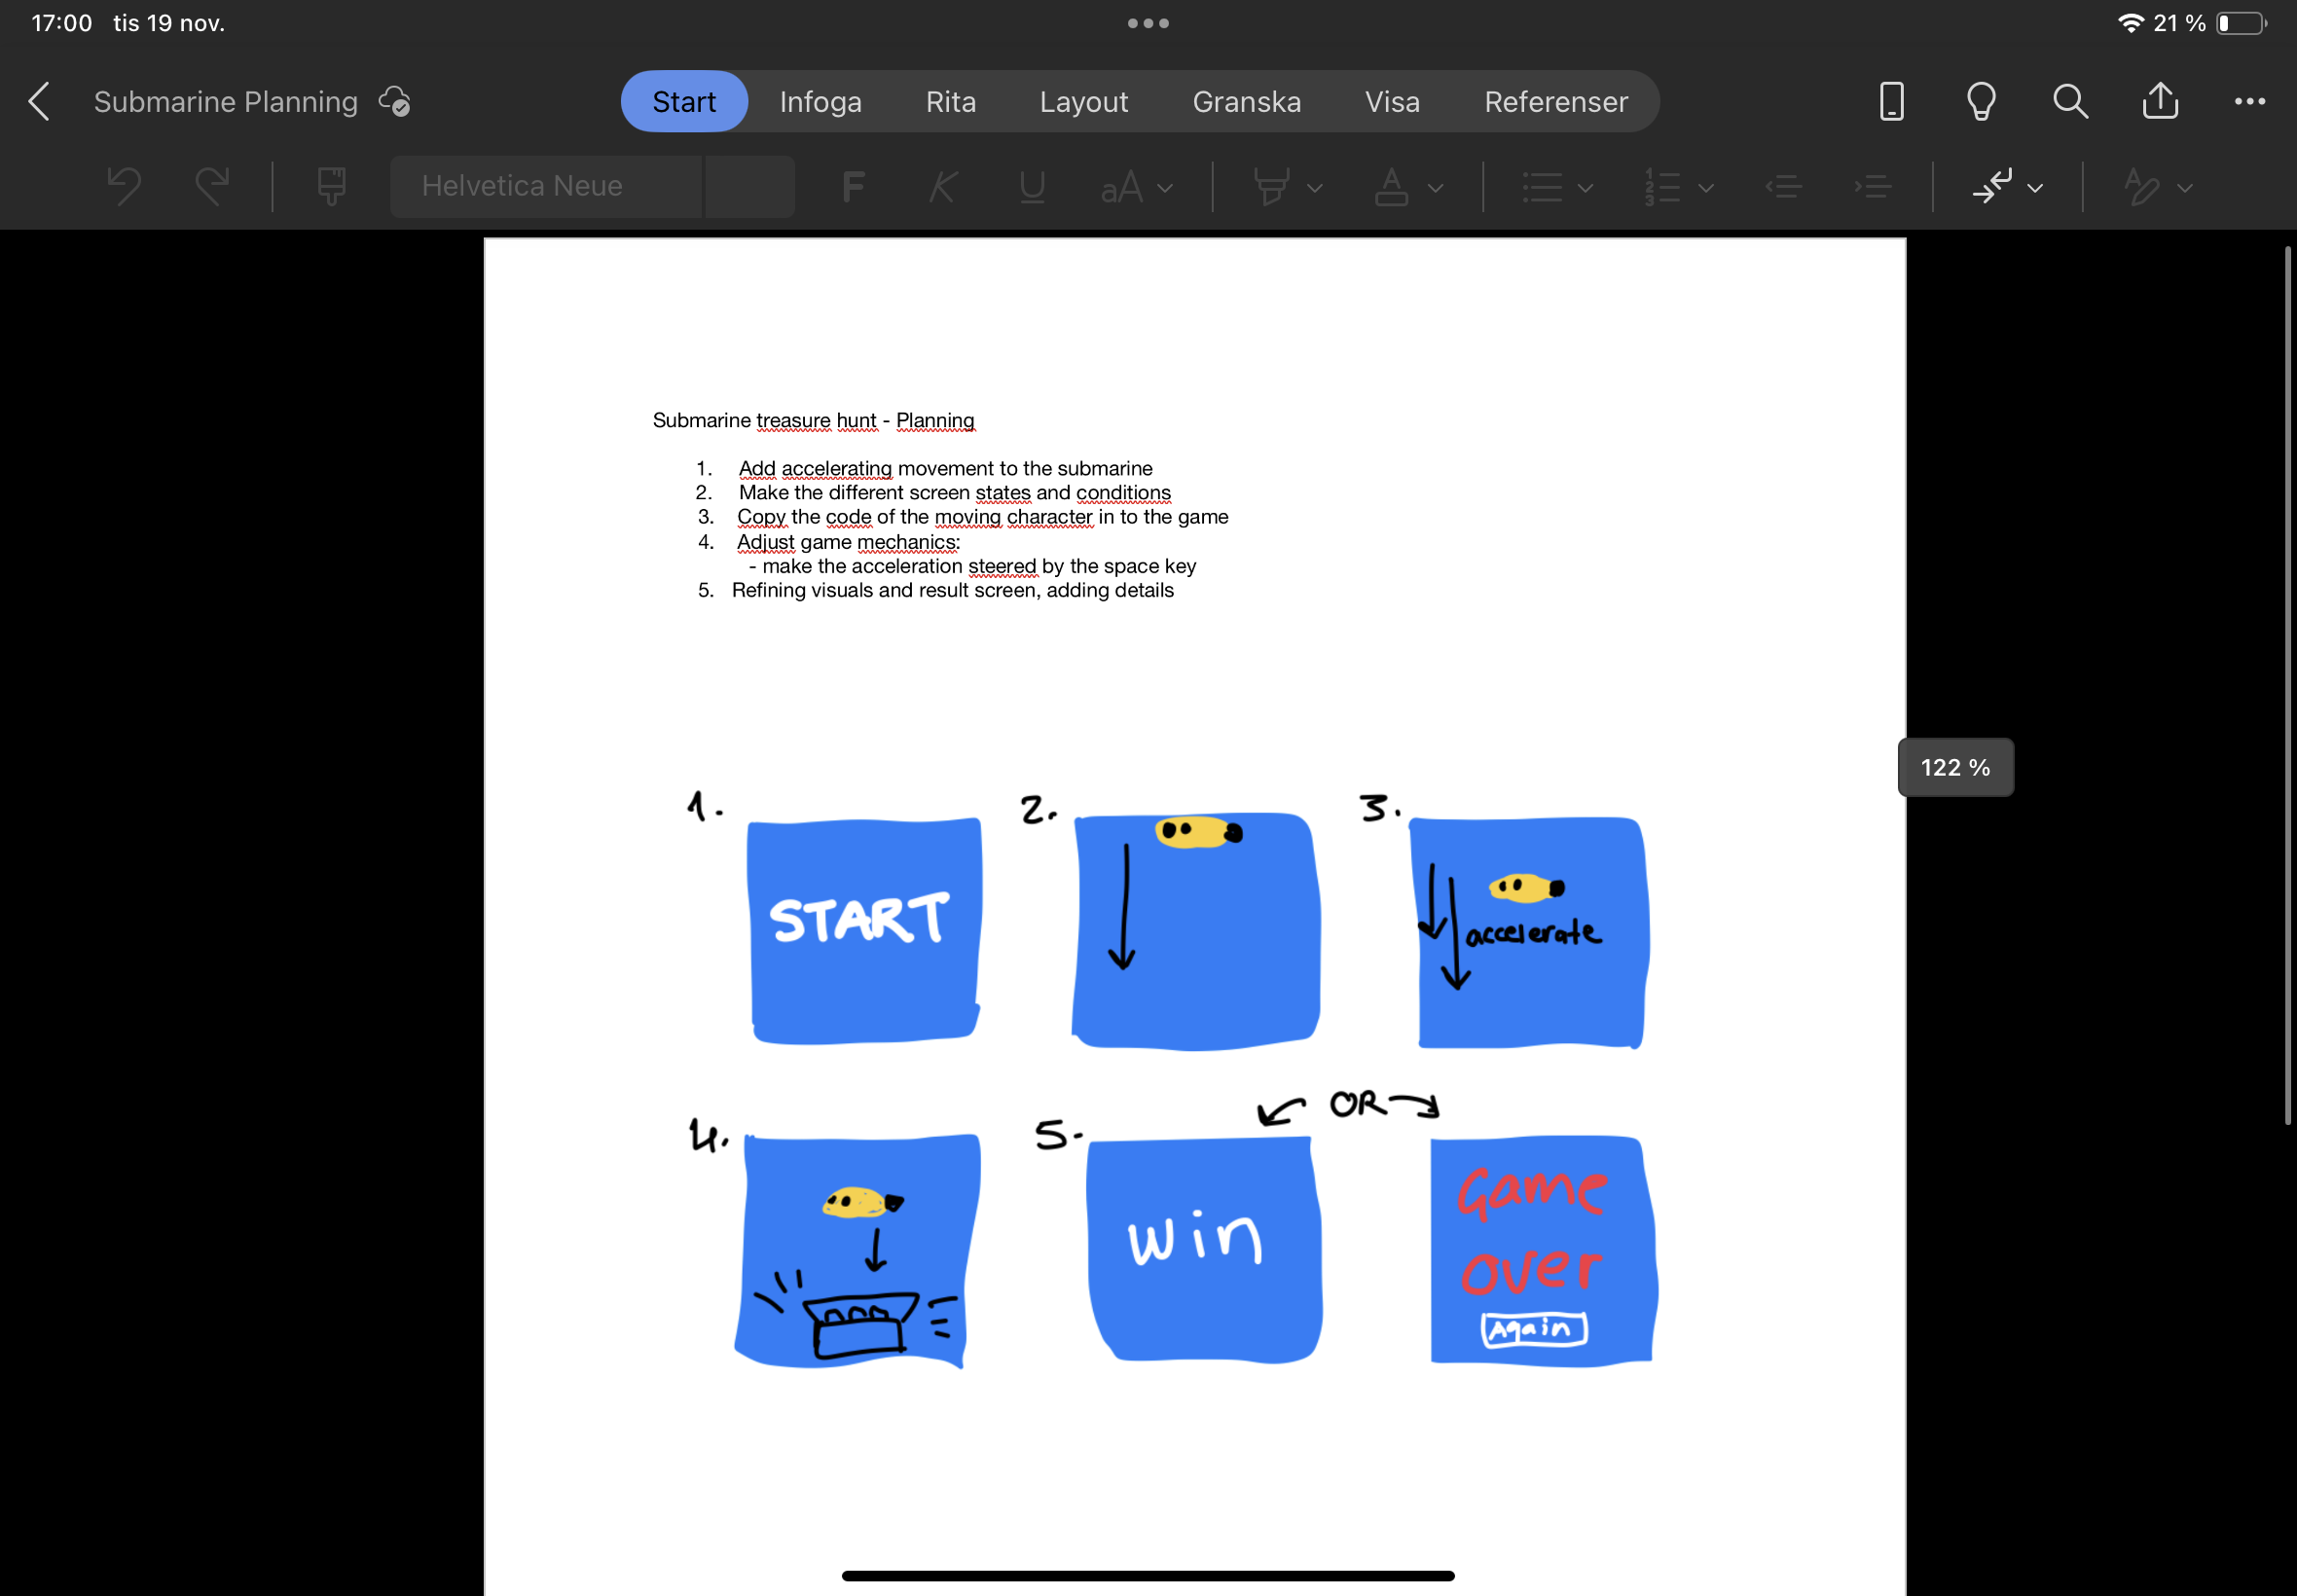 17:00 tis 19 nov.
21 %
Submarine Planning
Start Infoga Rita Layout Granska Visa Referenser
Helvetica Neue F K U aA A
Submarine treasure hunt - Planning
1. Add accelerating movement to the submarine
2. Make the different screen states and conditions
3. Copy the code of the moving character in to the game
4. Adjust game mechanics:
- make the acceleration steered by the space key
5. Refining visuals and result screen, adding details
122 %
1. 2. 3.
START
accelerate
OR
4. 5.
win
Game
over
Again